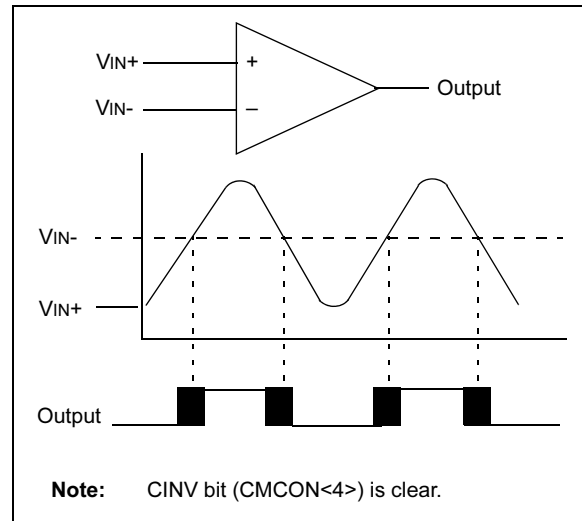 VIN+
+
Output
VIN-
–
VIN-
VIN+
Output
Note: CINV bit (CMCON<4>) is clear.